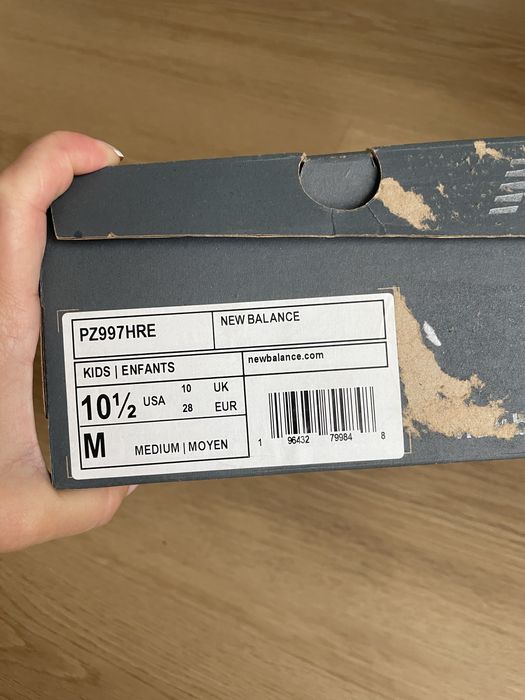 PZ997HRE
NEW BALANCE
KIDS | ENFANTS
newbalance.com
10½ USA 10 UK
28 EUR
M MEDIUM | MOYEN
1 96432 79984 8